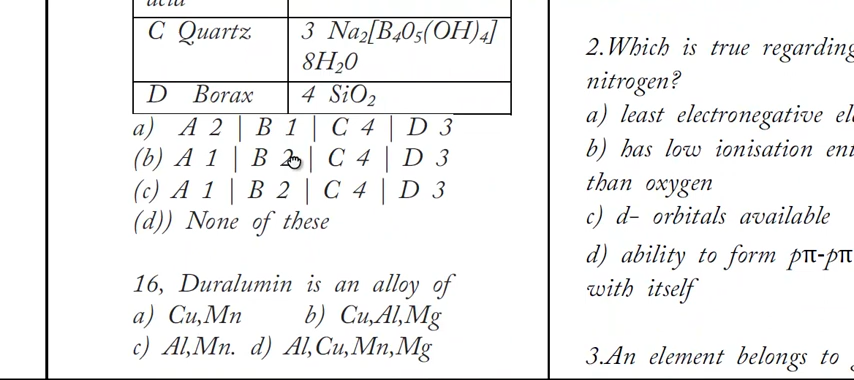 acid
C Quartz
3 Na₂[B₄O₅(OH)₄]
8H₂O
D Borax
4 SiO₂
a) A 2 | B 1 | C 4 | D 3
(b) A 1 | B 2 | C 4 | D 3
(c) A 1 | B 2 | C 4 | D 3
(d)) None of these
16, Duralumin is an alloy of
a) Cu,Mn b) Cu,Al,Mg
c) Al,Mn. d) Al,Cu,Mn,Mg
2.Which is true regarding
nitrogen?
a) least electronegative
b) has low ionisation
than oxygen
c) d- orbitals available
d) ability to form pπ-pπ
with itself
3.An element belongs to